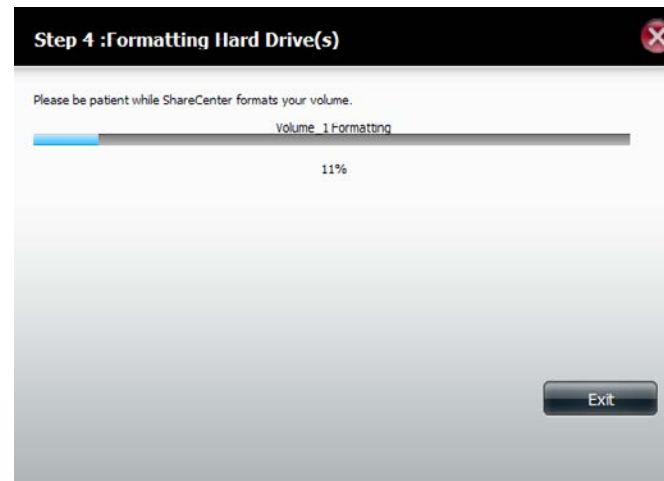 Step 4 :Formatting Hard Drive(s)
Please be patient while ShareCenter formats your volume.
Volume_1 Formatting
11%
Exit